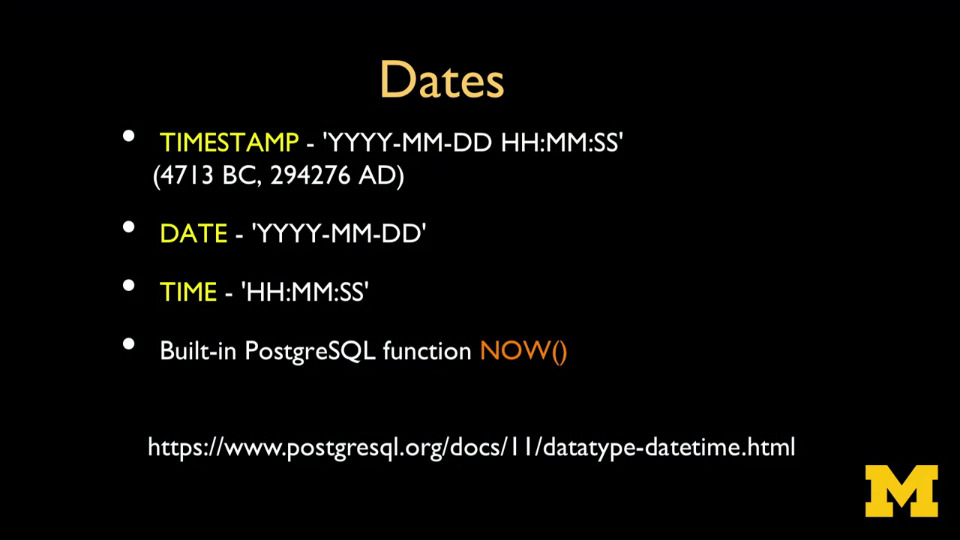 Dates
• TIMESTAMP - 'YYYY-MM-DD HH:MM:SS'
(4713 BC, 294276 AD)
• DATE - 'YYYY-MM-DD'
• TIME - 'HH:MM:SS'
• Built-in PostgreSQL function NOW()
https://www.postgresql.org/docs/11/datatype-datetime.html
M